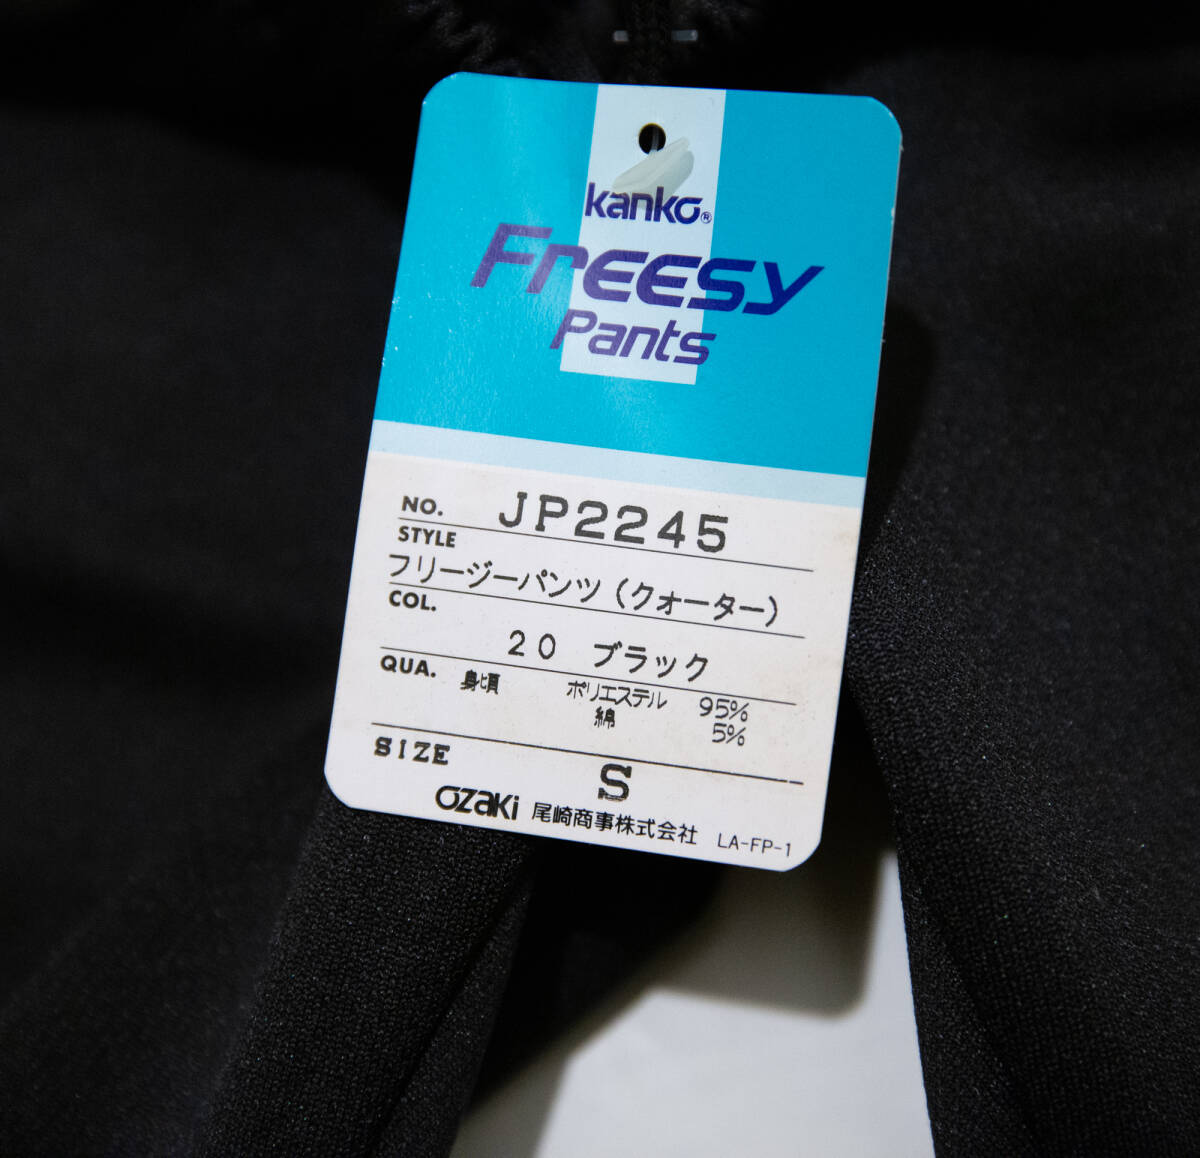 kanko®
Freesy
Pants
NO. JP2245
STYLE
フリージーパンツ(クォーター)
COL.
20 ブラック
QUA. 身頃 ポリエステル 95%
綿 5%
SIZE S
OZAKI 尾崎商事株式会社 LA-FP-1